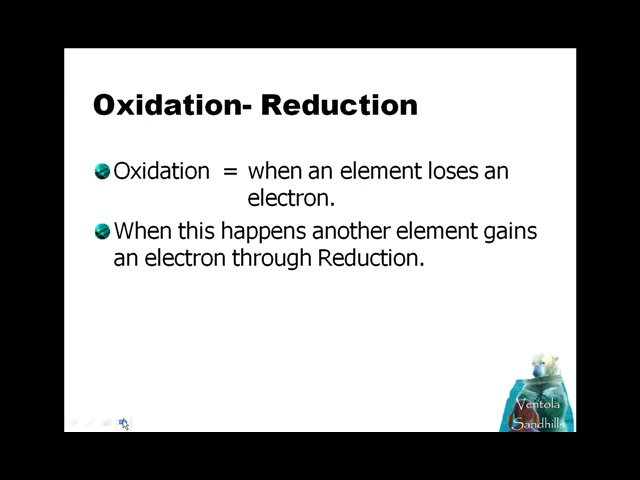 Oxidation- Reduction
Oxidation = when an element loses an
electron.
When this happens another element gains
an electron through Reduction.
Ventola
Sandhills